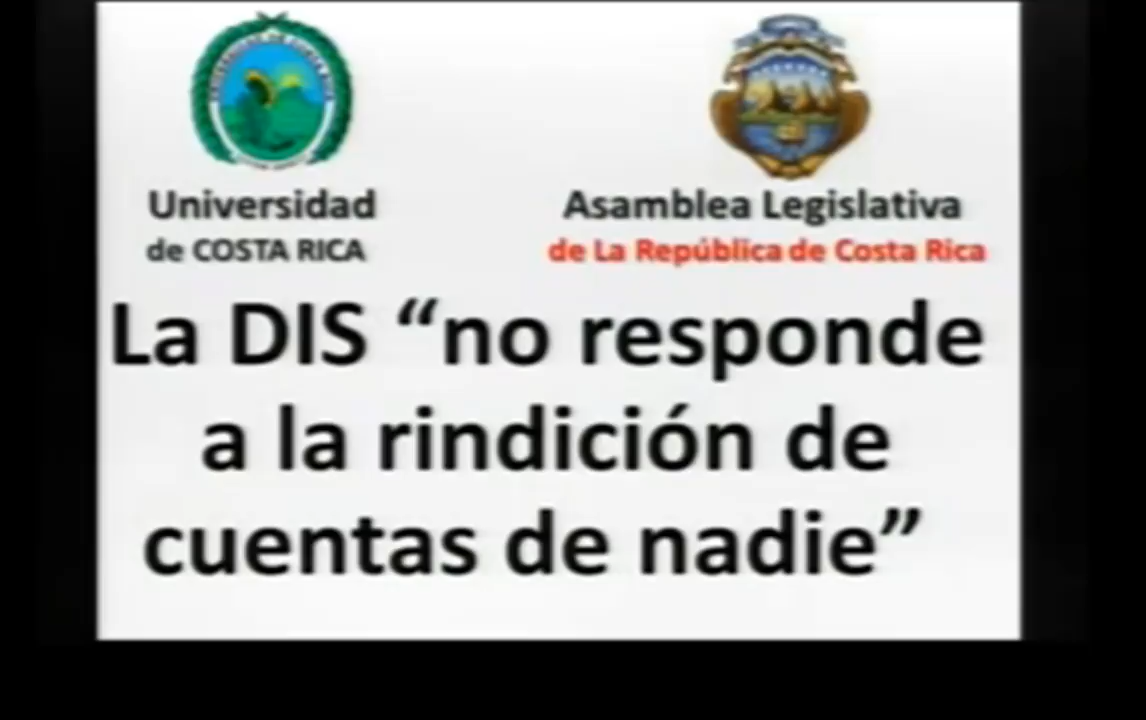 Universidad
de COSTA RICA
Asamblea Legislativa
de La República de Costa Rica
La DIS “no responde
a la rindición de
cuentas de nadie”